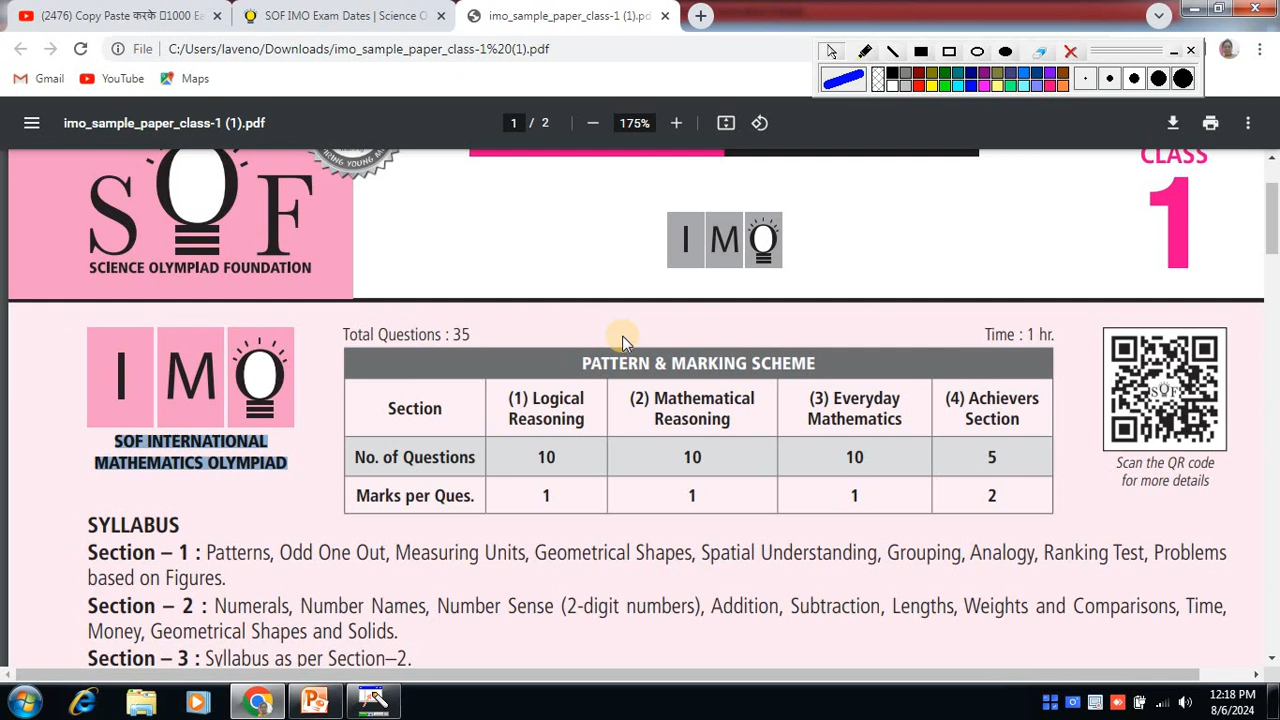 (2476) Copy Paste करके
SOF IMO Exam Dates | Science O
imo_sample_paper_class-1 (1).pd
File
C:/Users/laveno/Downloads/imo_sample_paper_class-1%20(1).pdf
Gmail
YouTube
Maps
imo_sample_paper_class-1 (1).pdf
1 / 2
175%
SOF
SCIENCE OLYMPIAD FOUNDATION
IMO
CLASS
1
IMO
SOF INTERNATIONAL
MATHEMATICS OLYMPIAD
Total Questions : 35
Time : 1 hr.
PATTERN & MARKING SCHEME
Section
(1) Logical
Reasoning
(2) Mathematical
Reasoning
(3) Everyday
Mathematics
(4) Achievers
Section
No. of Questions 10 10 10 5
Marks per Ques. 1 1 1 2
Scan the QR code
for more details
SYLLABUS
Section – 1 : Patterns, Odd One Out, Measuring Units, Geometrical Shapes, Spatial Understanding, Grouping, Analogy, Ranking Test, Problems
based on Figures.
Section – 2 : Numerals, Number Names, Number Sense (2-digit numbers), Addition, Subtraction, Lengths, Weights and Comparisons, Time,
Money, Geometrical Shapes and Solids.
Section – 3 : Syllabus as per Section–2.
12:18 PM
8/6/2024